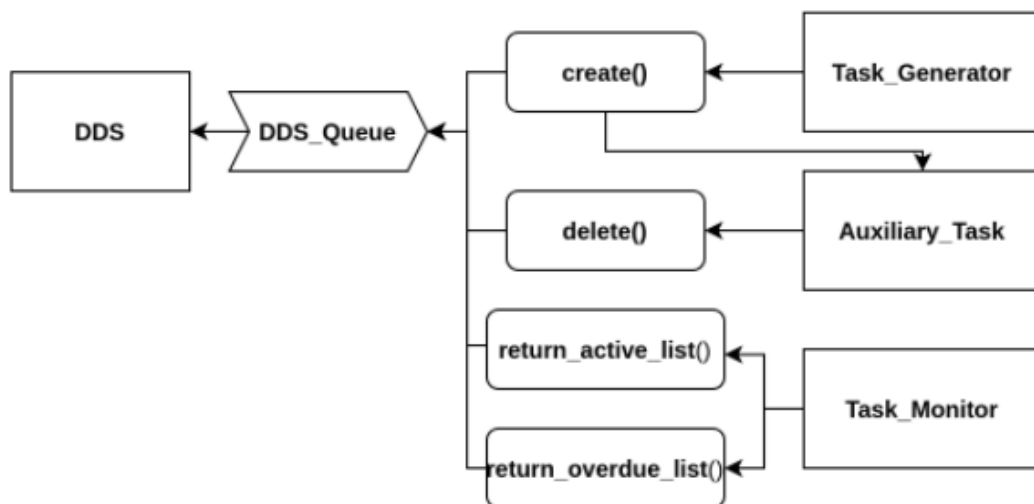 create()
Task_Generator
DDS
DDS_Queue
delete()
Auxiliary_Task
return_active_list()
Task_Monitor
return_overdue_list()